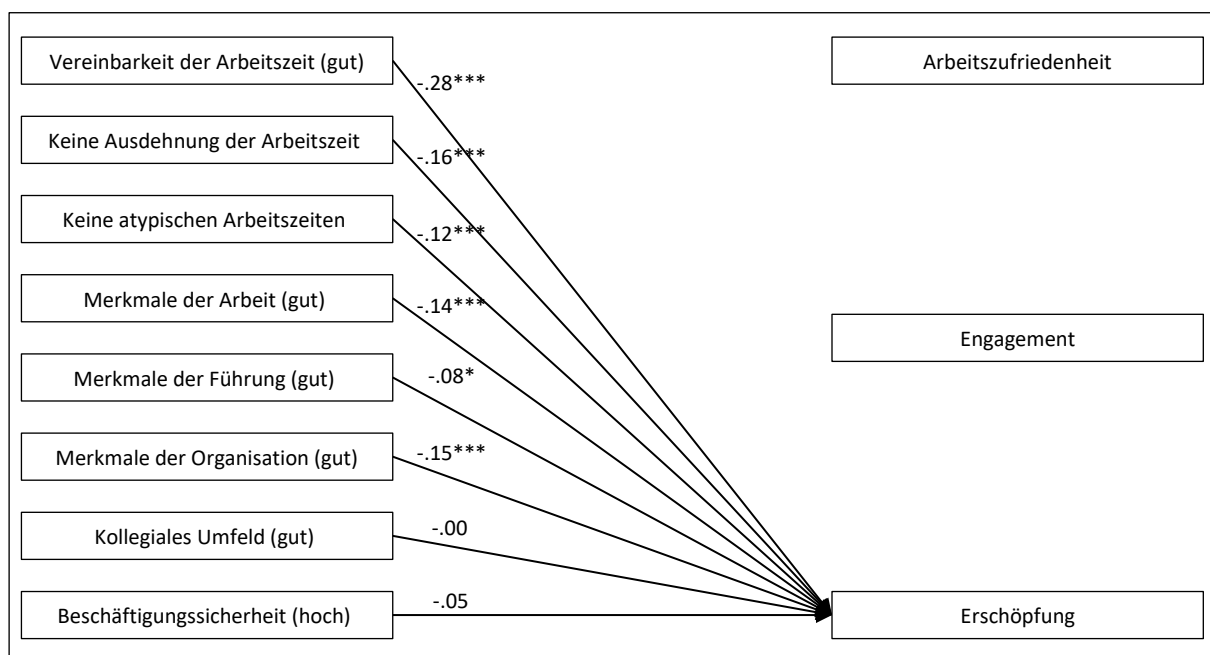 Vereinbarkeit der Arbeitszeit (gut)
Arbeitszufriedenheit
-.28***
Keine Ausdehnung der Arbeitszeit
-.16***
Keine atypischen Arbeitszeiten
-.12***
Merkmale der Arbeit (gut)
-.14***
Engagement
Merkmale der Führung (gut)
-.08*
Merkmale der Organisation (gut)
-.15***
Kollegiales Umfeld (gut)
-.00
Beschäftigungssicherheit (hoch)
-.05
Erschöpfung